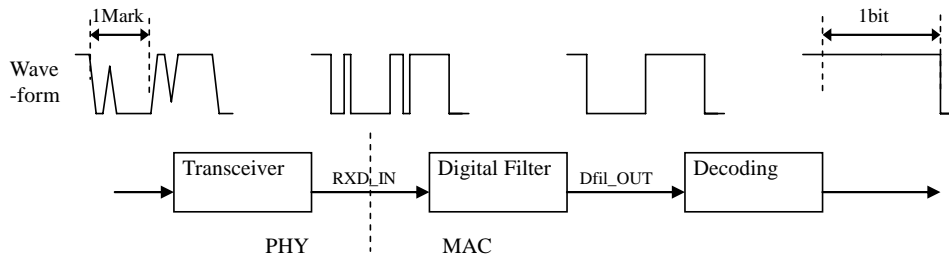 1Mark
1bit
Wave
-form
Transceiver
RXD_IN
Digital Filter
Dfil_OUT
Decoding
PHY
MAC